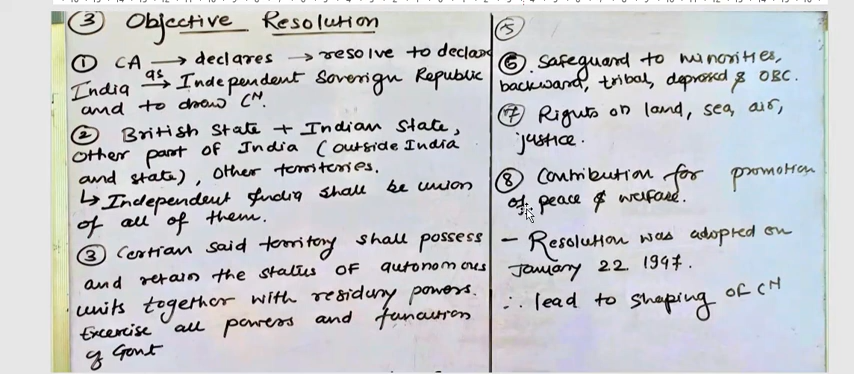 ③ Objective Resolution
① CA → declares → resolve to declare
India as → Independent Soverign Republic
and to draw Cᴺ.
② British State + Indian State,
Other part of India (outside India
and state), other territories.
↳ Independent India shall be union
of all of them.
③ Certian said territory shall possess
and retain the status of autonomous
units together with residury powers.
Excercise all powers and funcution
of Govnt
⑤
⑥ Safeguard to minorities,
backward, tribal, depressed & OBC.
⑦ Rights on land, sea, air,
justice.
⑧ Contribution for promotion
of peace & welfare.
– Resolution was adopted on
January 22 1947.
∴ lead to shaping of Cᴺ